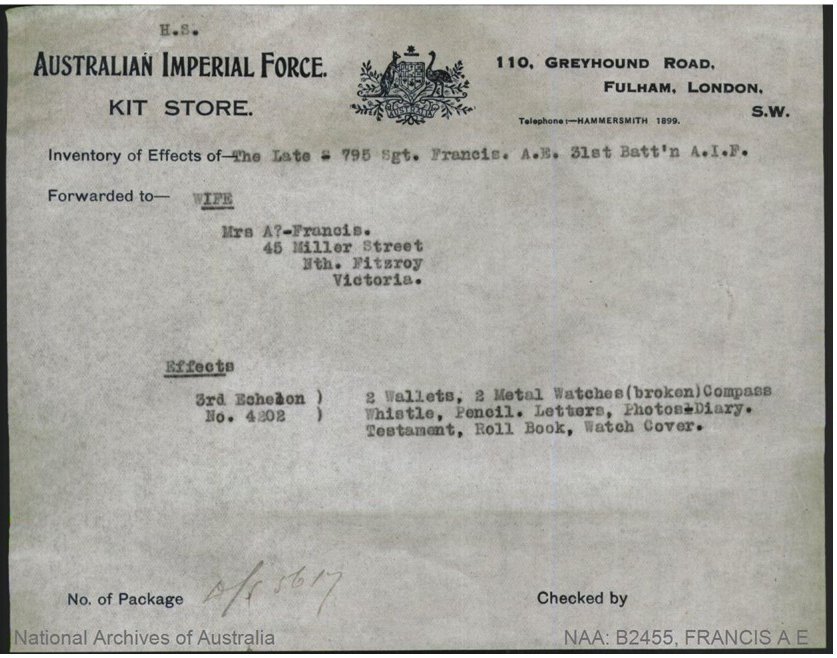 H.S.
AUSTRALIAN IMPERIAL FORCE.
KIT STORE.
AUSTRALIA
110, GREYHOUND ROAD,
FULHAM, LONDON,
S.W.
Telephone:—HAMMERSMITH 1899.
Inventory of Effects of—The Late - 795 Sgt. Francis. A.E. 31st Batt'n A.I.F.
Forwarded to— WIFE
Mrs A?-Francis.
45 Miller Street
Nth. Fitzroy
Victoria.
Effects
3rd Echelon ) 2 Wallets, 2 Metal Watches(broken)Compass
No. 4202 ) Whistle, Pencil. Letters, Photos-Diary.
Testament, Roll Book, Watch Cover.
No. of Package 5617
Checked by
National Archives of Australia
NAA: B2455, FRANCIS A E